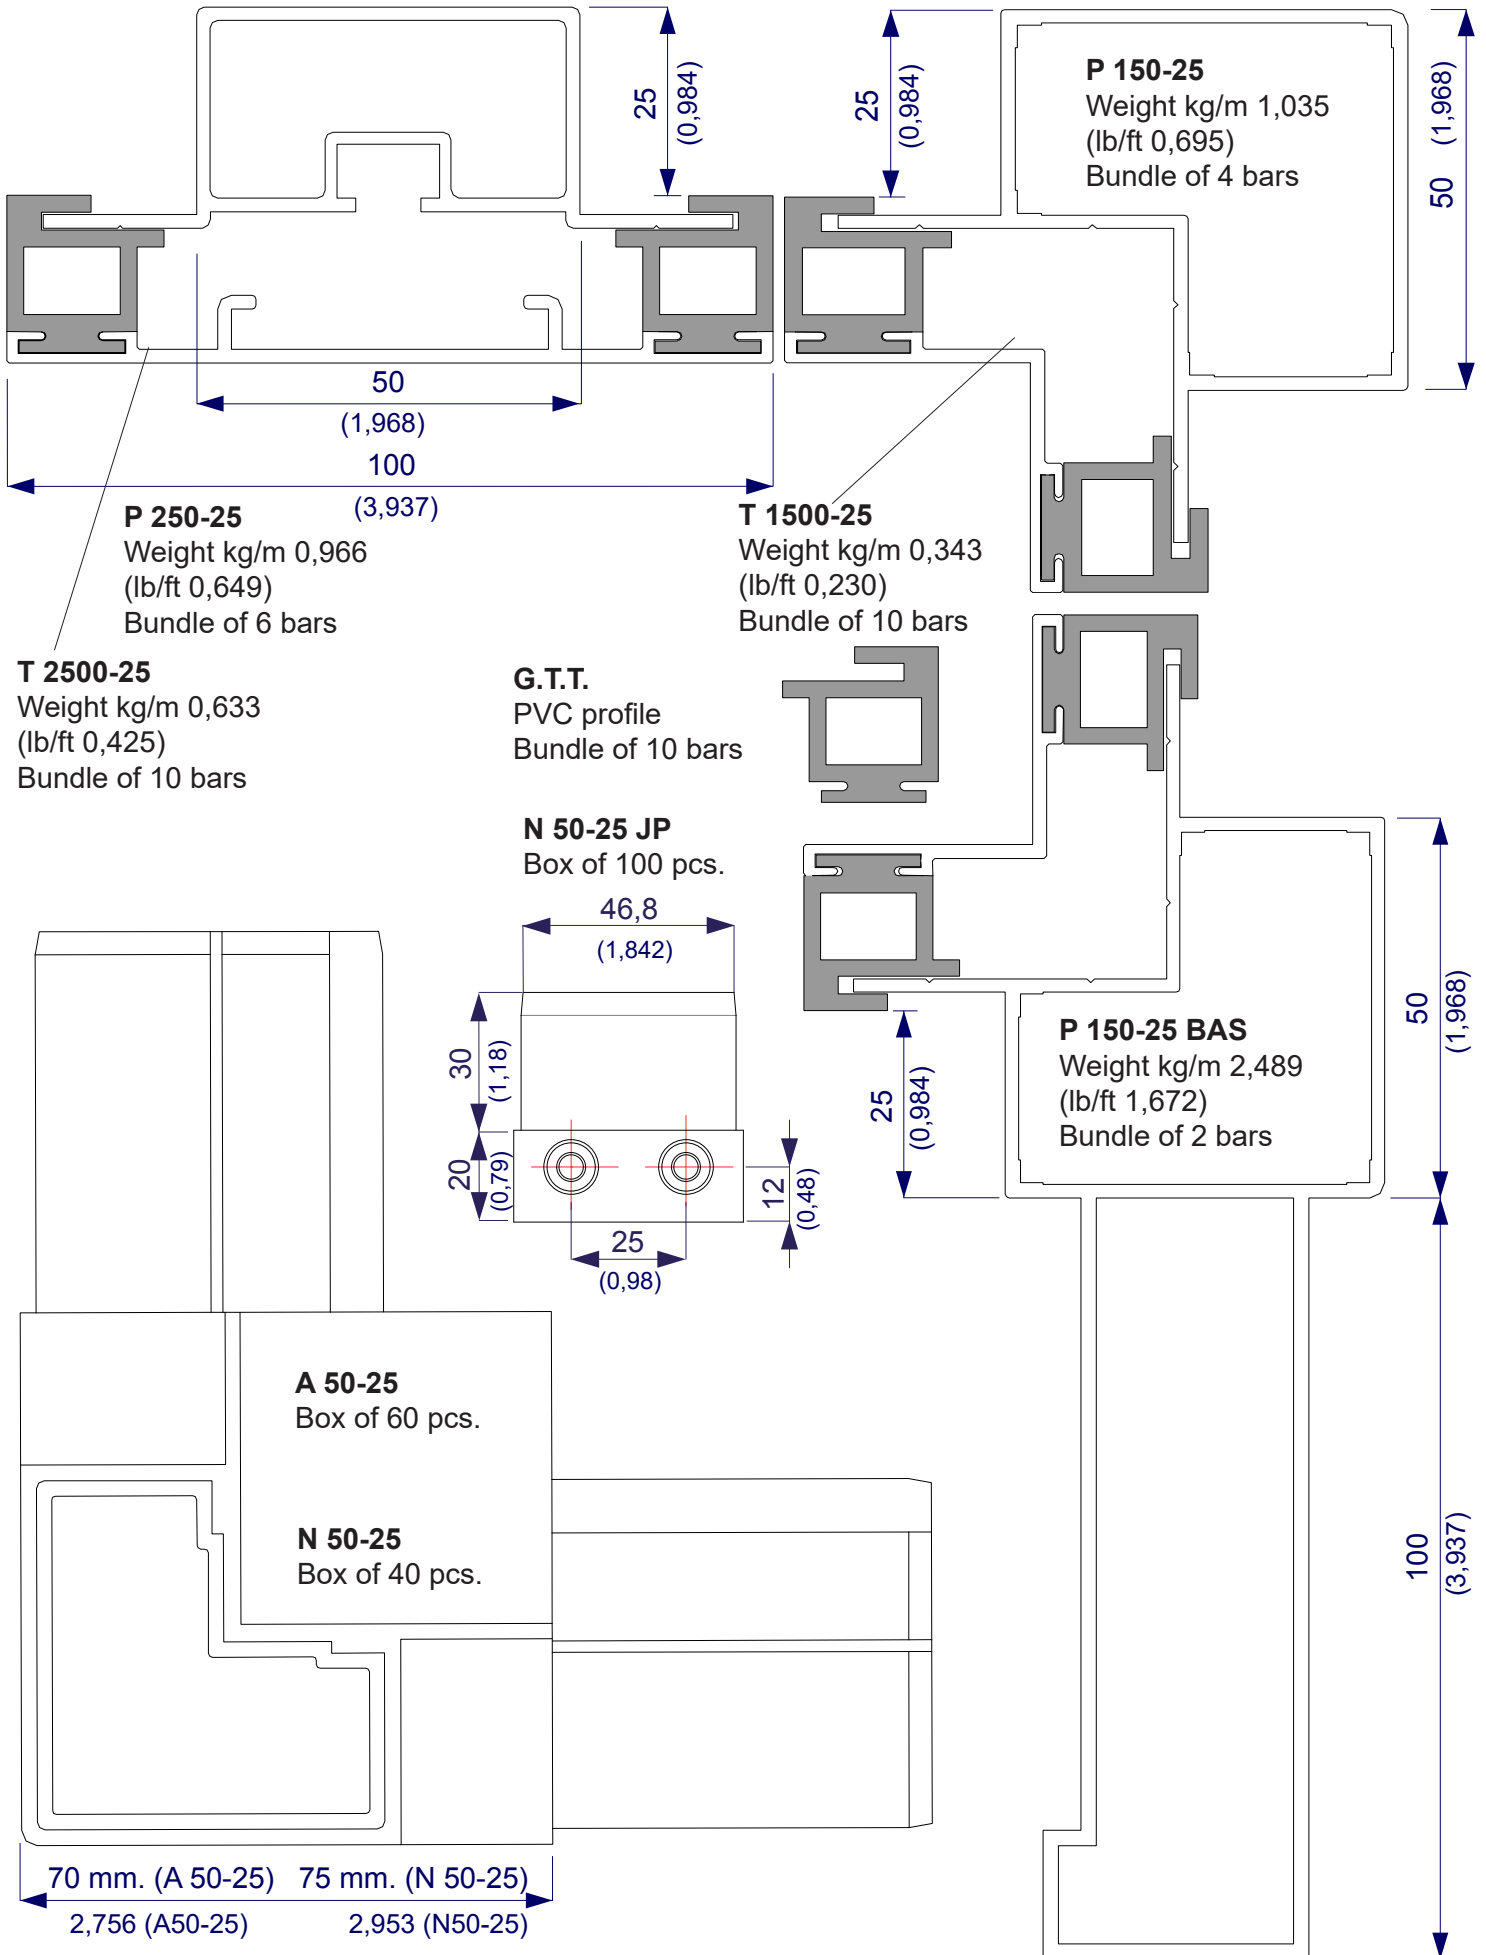 25
(0,984)
25
(0,984)
P 150-25
Weight kg/m 1,035
(lb/ft 0,695)
Bundle of 4 bars
50 (1,968)
50
(1,968)
100
(3,937)
P 250-25
Weight kg/m 0,966
(lb/ft 0,649)
Bundle of 6 bars
T 1500-25
Weight kg/m 0,343
(lb/ft 0,230)
Bundle of 10 bars
T 2500-25
Weight kg/m 0,633
(lb/ft 0,425)
Bundle of 10 bars
G.T.T.
PVC profile
Bundle of 10 bars
N 50-25 JP
Box of 100 pcs.
46,8
(1,842)
30
(1,18)
20
(0,79)
12
(0,48)
25
(0,98)
25
(0,984)
P 150-25 BAS
Weight kg/m 2,489
(lb/ft 1,672)
Bundle of 2 bars
50
(1,968)
100
(3,937)
A 50-25
Box of 60 pcs.
N 50-25
Box of 40 pcs.
70 mm. (A 50-25) 75 mm. (N 50-25)
2,756 (A50-25) 2,953 (N50-25)